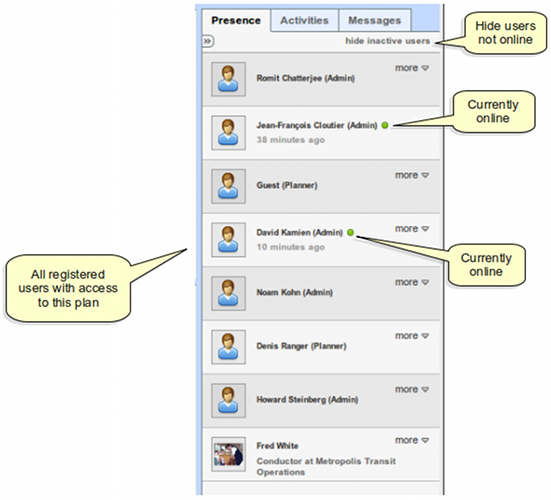 Presence Activities Messages
hide inactive users
Hide users
not online
more
Romit Chatterjee (Admin)
Currently
online
more
Jean-François Cloutier (Admin)
38 minutes ago
more
Guest (Planner)
more
David Kamien (Admin)
10 minutes ago
Currently
online
All registered
users with access
to this plan
more
Noam Kohn (Admin)
more
Denis Ranger (Planner)
more
Howard Steinberg (Admin)
more
Fred White
Conductor at Metropolis Transit
Operations